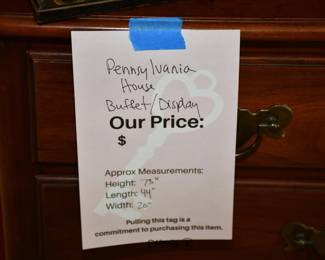 Pennsylvania
House
Buffet/Display
Our Price:
$
Approx Measurements:
Height: 73"
Length: 44"
Width: 20"
Pulling this tag is a
commitment to purchasing this item.